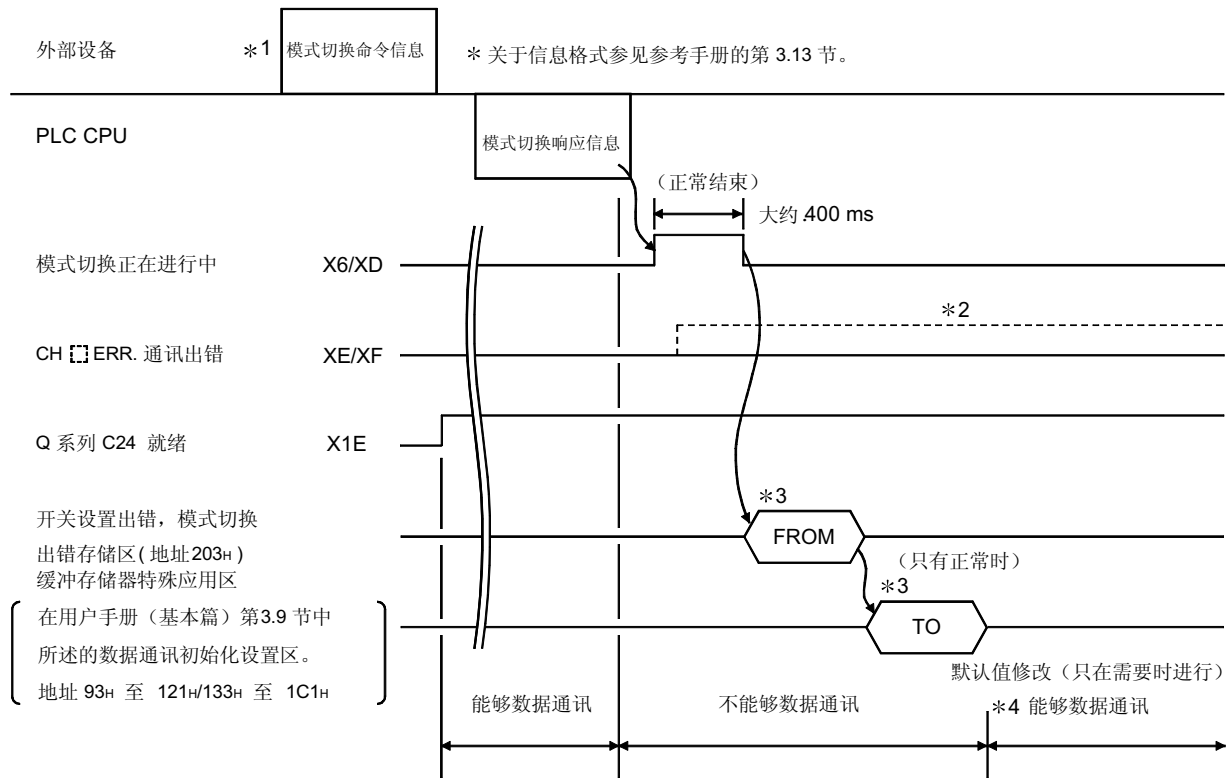 外部设备 *1 模式切换命令信息 * 关于信息格式参见参考手册的第 3.13 节。
PLC CPU 模式切换响应信息
（正常结束）
大约.400 ms
模式切换正在进行中 X6/XD
*2
CH ERR. 通讯出错 XE/XF
Q 系列 C24 就绪 X1E
*3
开关设置出错，模式切换
FROM
出错存储区( 地址203H )
（只有正常时）
缓冲存储器特殊应用区
*3
在用户手册（基本篇）第3.9 节中
TO
所述的数据通讯初始化设置区。
默认值修改（只在需要时进行）
地址 93H 至 121H/133H 至 1C1H
能够数据通讯 不能够数据通讯 *4 能够数据通讯